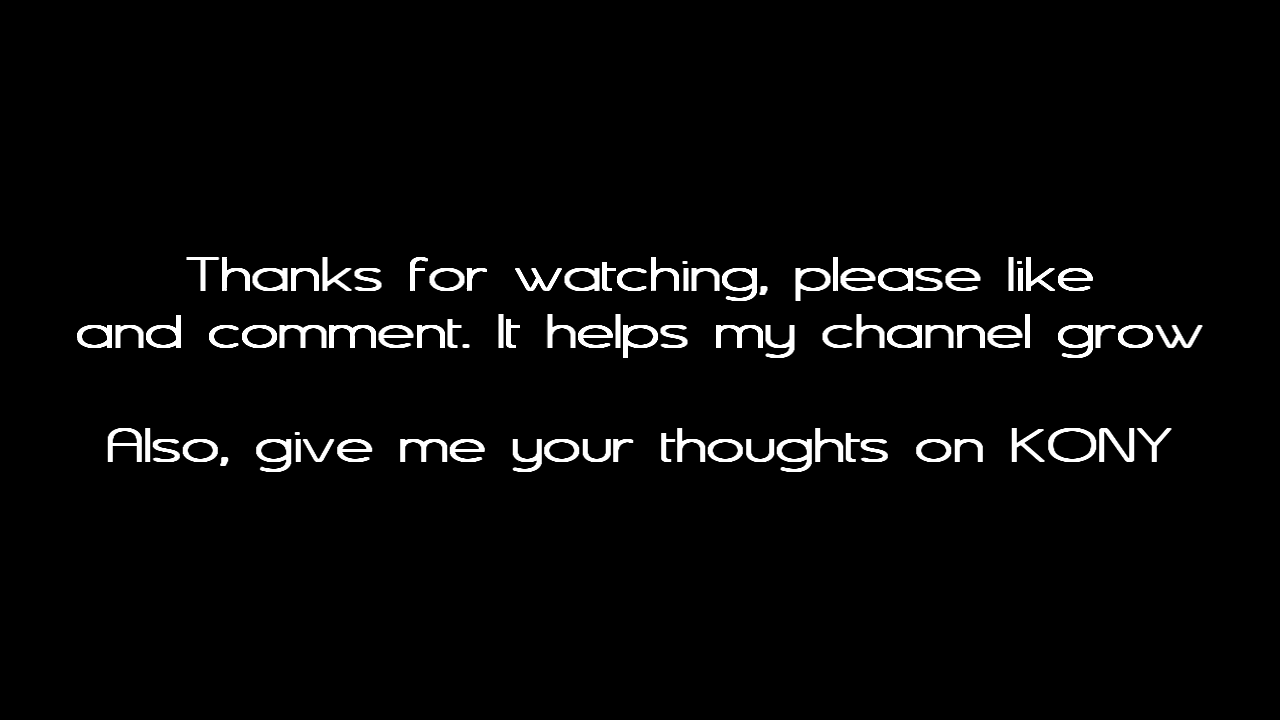 Thanks for watching, please like
and comment. It helps my channel grow
Also, give me your thoughts on KONY